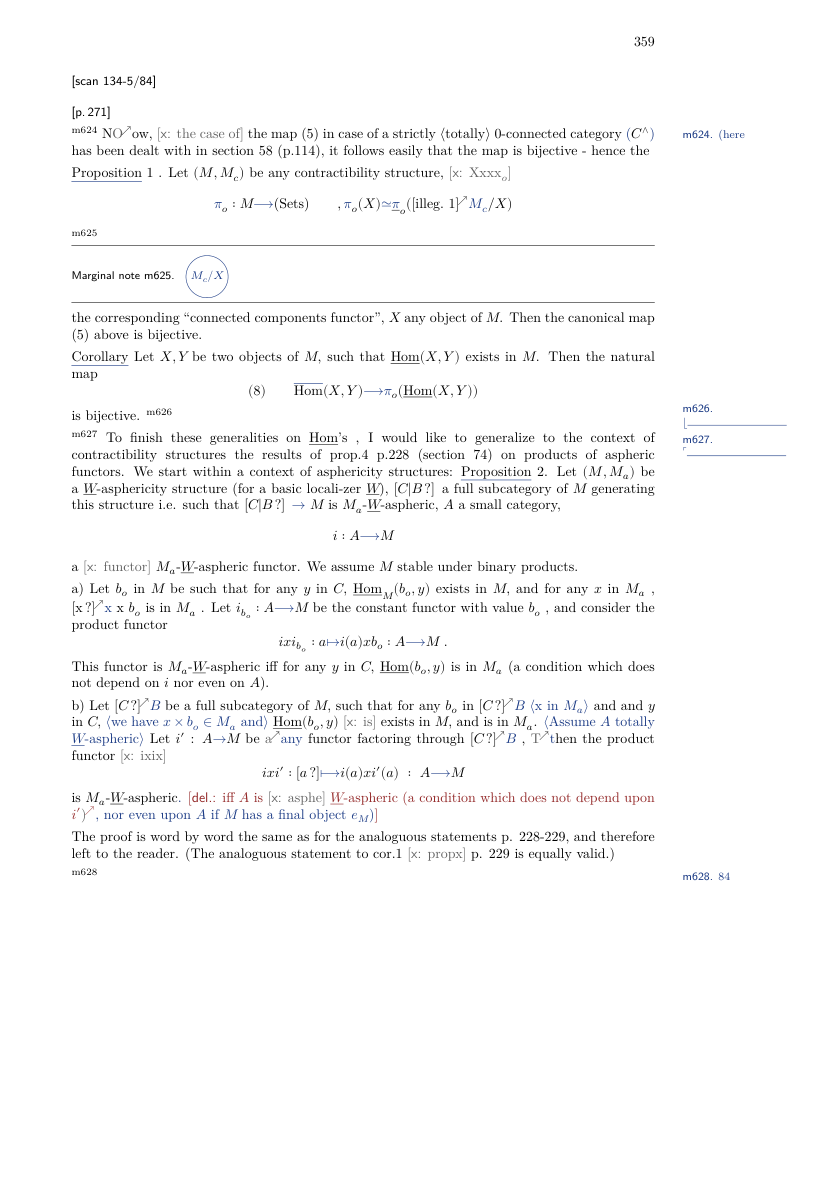 359
[scan 134-5/84]
[p. 271]
m624 NO↗ow, [x: the case of] the map (5) in case of a strictly ⟨totally⟩ 0-connected category (C^∧)
m624. (here
has been dealt with in section 58 (p.114), it follows easily that the map is bijective - hence the
Proposition 1 . Let (M, M_c) be any contractibility structure, [x: Xxxx_o]
π_o : M⟶(Sets) , π_o(X)≃π_o([illeg. 1]↗M_c/X)
m625
Marginal note m625. M_c/X
the corresponding “connected components functor”, X any object of M. Then the canonical map
(5) above is bijective.
Corollary Let X, Y be two objects of M, such that Hom(X, Y) exists in M. Then the natural
map
(8) Hom(X, Y)⟶π_o(Hom(X, Y))
is bijective. m626
m626.
m627 To finish these generalities on Hom’s , I would like to generalize to the context of
m627.
contractibility structures the results of prop.4 p.228 (section 74) on products of aspheric
functors. We start within a context of asphericity structures: Proposition 2. Let (M, M_a) be
a W-asphericity structure (for a basic locali-zer W), [C|B ?] a full subcategory of M generating
this structure i.e. such that [C|B ?] → M is M_a-W-aspheric, A a small category,
i : A⟶M
a [x: functor] M_a-W-aspheric functor. We assume M stable under binary products.
a) Let b_o in M be such that for any y in C, Hom_M(b_o, y) exists in M, and for any x in M_a ,
[x ?]↗x x b_o is in M_a . Let i_{b_o} : A⟶M be the constant functor with value b_o , and consider the
product functor
ixi_{b_o} : a↦i(a)xb_o : A⟶M .
This functor is M_a-W-aspheric iff for any y in C, Hom(b_o, y) is in M_a (a condition which does
not depend on i nor even on A).
b) Let [C ?]↗B be a full subcategory of M, such that for any b_o in [C ?]↗B ⟨x in M_a⟩ and and y
in C, ⟨we have x × b_o ∈ M_a and⟩ Hom(b_o, y) [x: is] exists in M, and is in M_a. ⟨Assume A totally
W-aspheric⟩ Let i′ : A→M be a↗any functor factoring through [C ?]↗B , T↗then the product
functor [x: ixix]
ixi′ : [a ?]⟼i(a)xi′(a) : A⟶M
is M_a-W-aspheric. [del.: iff A is [x: asphe] W-aspheric (a condition which does not depend upon
i′)↗, nor even upon A if M has a final object e_M)]
The proof is word by word the same as for the analoguous statements p. 228-229, and therefore
left to the reader. (The analoguous statement to cor.1 [x: propx] p. 229 is equally valid.)
m628
m628. 84